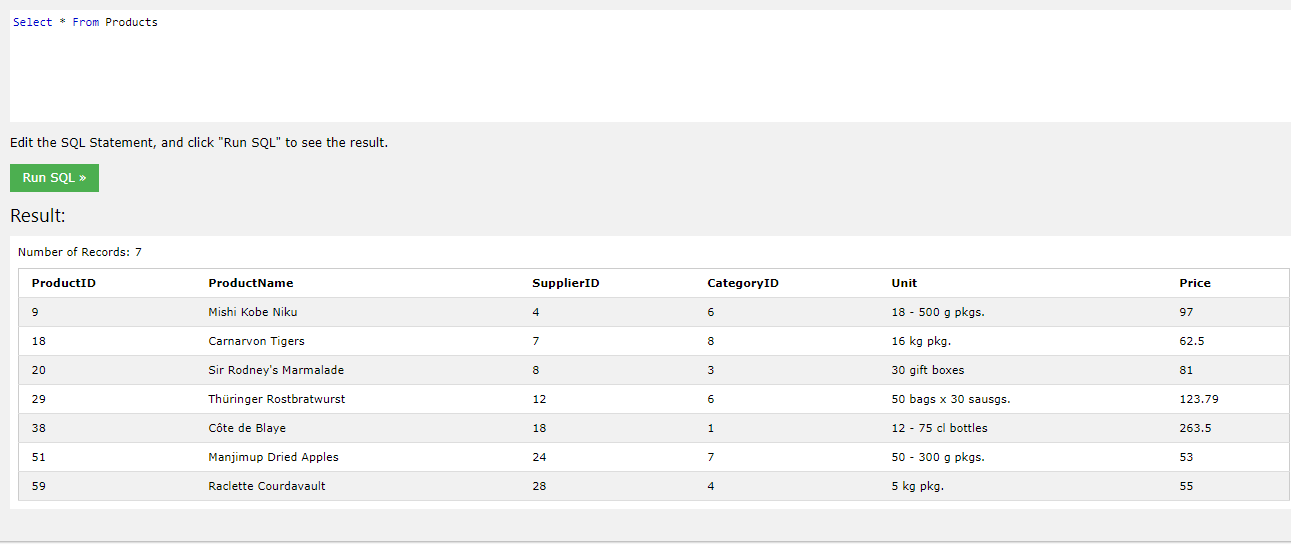 Select * From Products
Edit the SQL Statement, and click "Run SQL" to see the result.
Run SQL »
Result:
Number of Records: 7
ProductID ProductName SupplierID CategoryID Unit Price
9 Mishi Kobe Niku 4 6 18 - 500 g pkgs. 97
18 Carnarvon Tigers 7 8 16 kg pkg. 62.5
20 Sir Rodney's Marmalade 8 3 30 gift boxes 81
29 Thüringer Rostbratwurst 12 6 50 bags x 30 sausgs. 123.79
38 Côte de Blaye 18 1 12 - 75 cl bottles 263.5
51 Manjimup Dried Apples 24 7 50 - 300 g pkgs. 53
59 Raclette Courdavault 28 4 5 kg pkg. 55